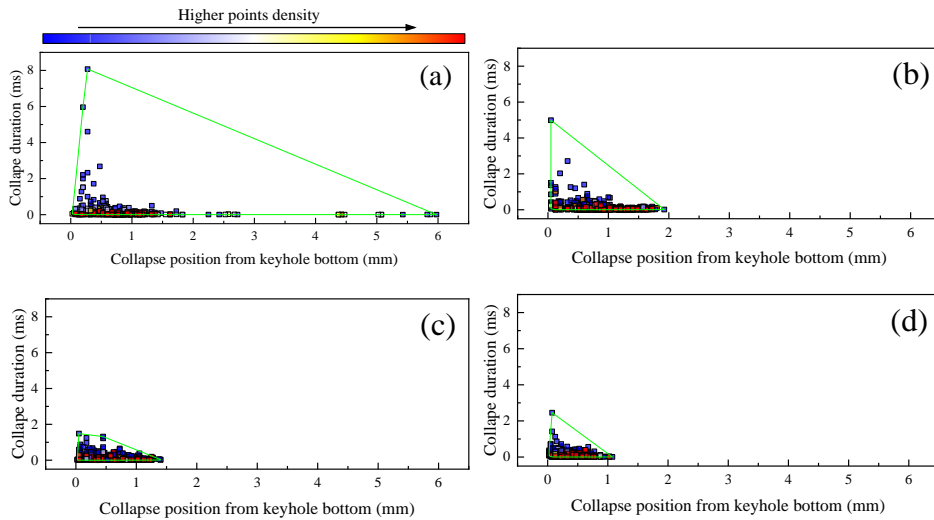 Higher points density
(a)
Collape duration (ms)
8
6
4
2
0
0 1 2 3 4 5 6
Collapse position from keyhole bottom (mm)
(b)
Collape duration (ms)
8
6
4
2
0
0 1 2 3 4 5 6
Collapse position from keyhole bottom (mm)
(c)
Collape duration (ms)
8
6
4
2
0
0 1 2 3 4 5 6
Collapse position from keyhole bottom (mm)
(d)
Collape duration (ms)
8
6
4
2
0
0 1 2 3 4 5 6
Collapse position from keyhole bottom (mm)